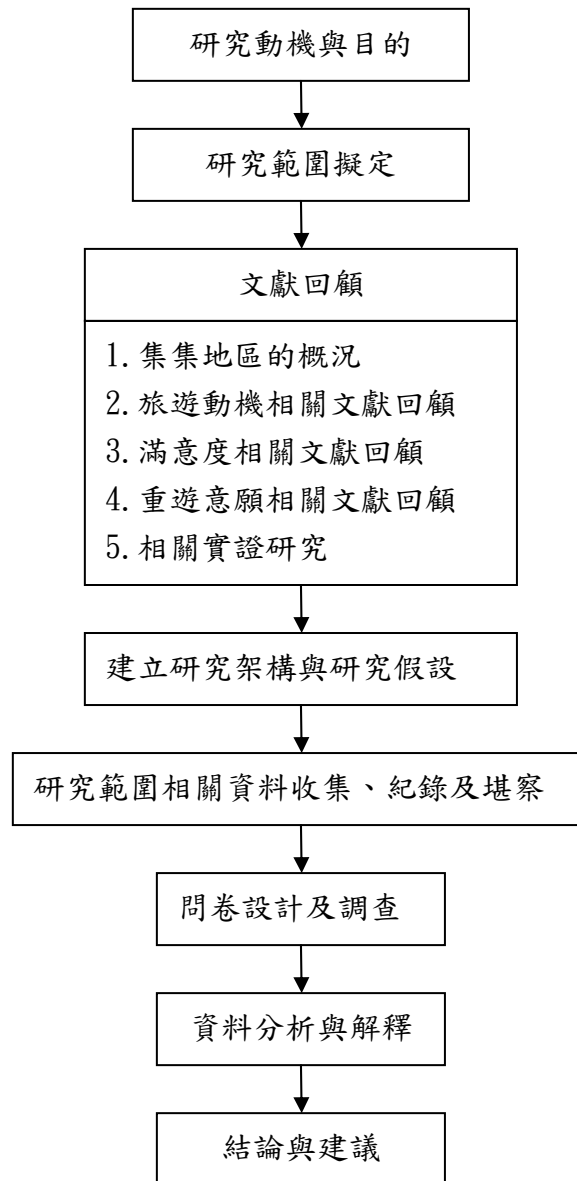 研究動機與目的
研究範圍擬定
文獻回顧
1.集集地區的概況
2.旅遊動機相關文獻回顧
3.滿意度相關文獻回顧
4.重遊意願相關文獻回顧
5.相關實證研究
建立研究架構與研究假設
研究範圍相關資料收集、紀錄及堪察
問卷設計及調查
資料分析與解釋
結論與建議